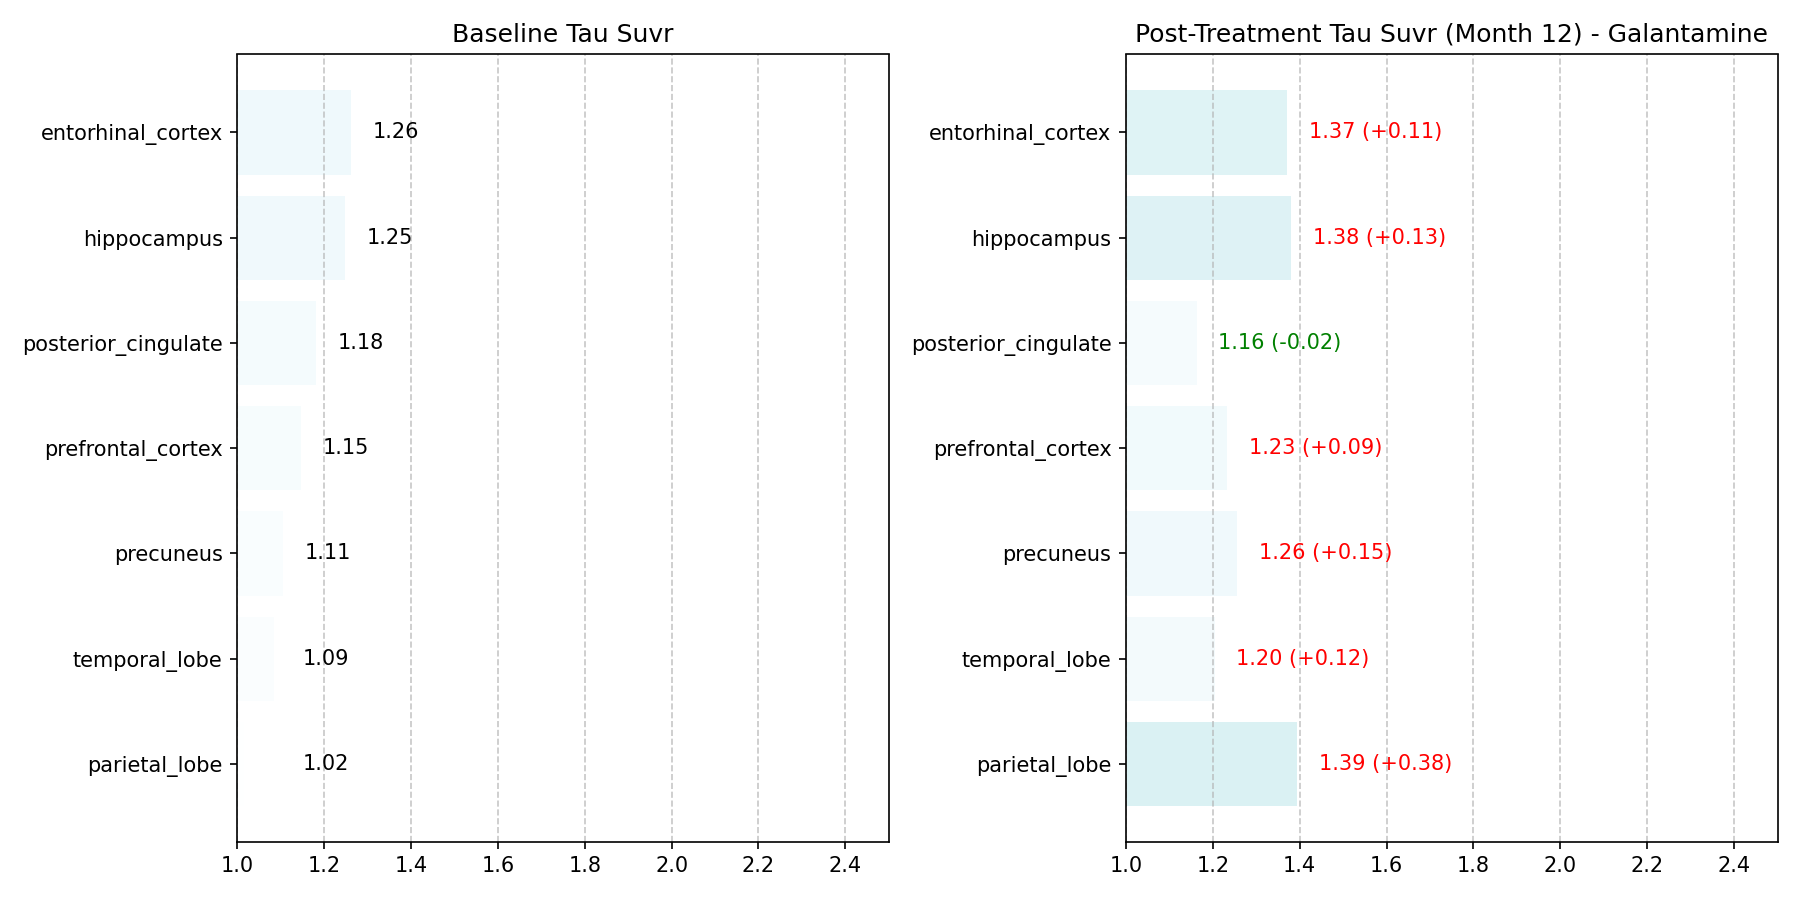 Baseline Tau Suvr
entorhinal_cortex
1.26
hippocampus
1.25
posterior_cingulate
1.18
prefrontal_cortex
1.15
precuneus
1.11
temporal_lobe
1.09
parietal_lobe
1.02
1.0 1.2 1.4 1.6 1.8 2.0 2.2 2.4
Post-Treatment Tau Suvr (Month 12) - Galantamine
entorhinal_cortex
1.37 (+0.11)
hippocampus
1.38 (+0.13)
posterior_cingulate
1.16 (-0.02)
prefrontal_cortex
1.23 (+0.09)
precuneus
1.26 (+0.15)
temporal_lobe
1.20 (+0.12)
parietal_lobe
1.39 (+0.38)
1.0 1.2 1.4 1.6 1.8 2.0 2.2 2.4